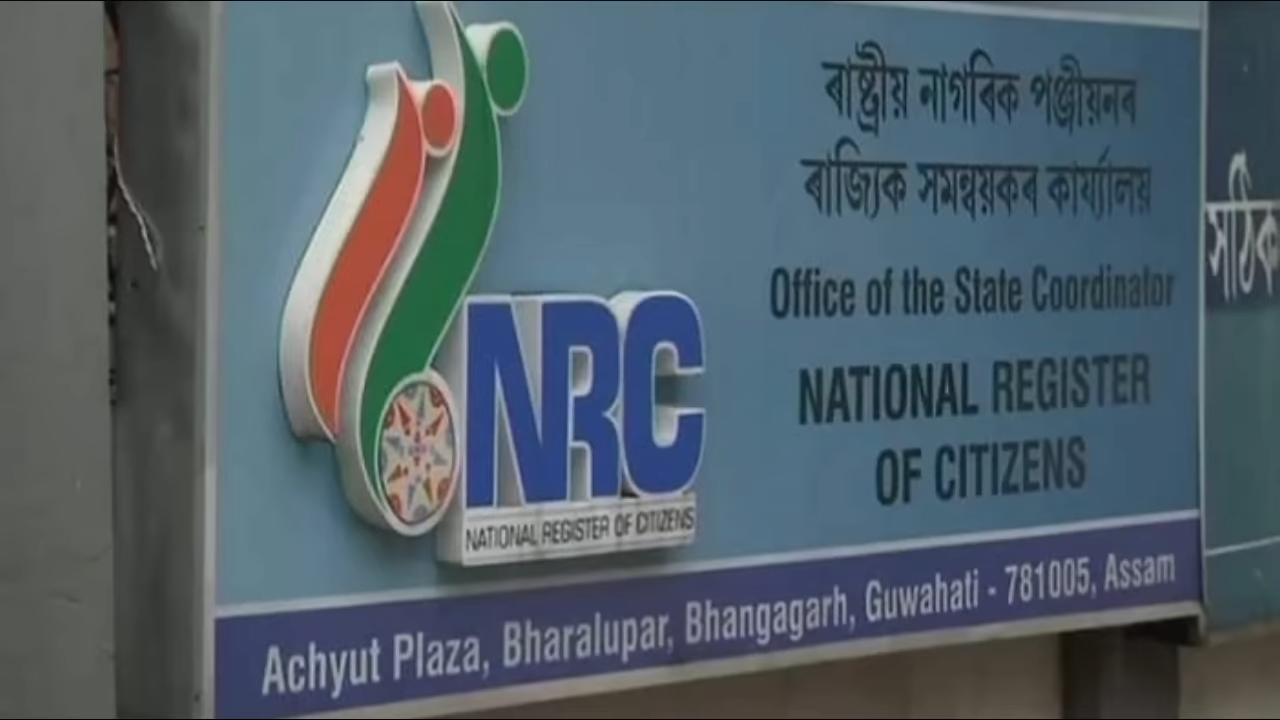 ৰাষ্ট্ৰীয় নাগৰিক পঞ্জীয়নৰ
ৰাজ্যিক সমন্বয়কৰ কাৰ্য্যালয়
Office of the State Coordinator
NATIONAL REGISTER
OF CITIZENS
NRC
NATIONAL REGISTER OF CITIZENS
Achyut Plaza, Bharalupar, Bhangagarh, Guwahati - 781005, Assam
সঠিক